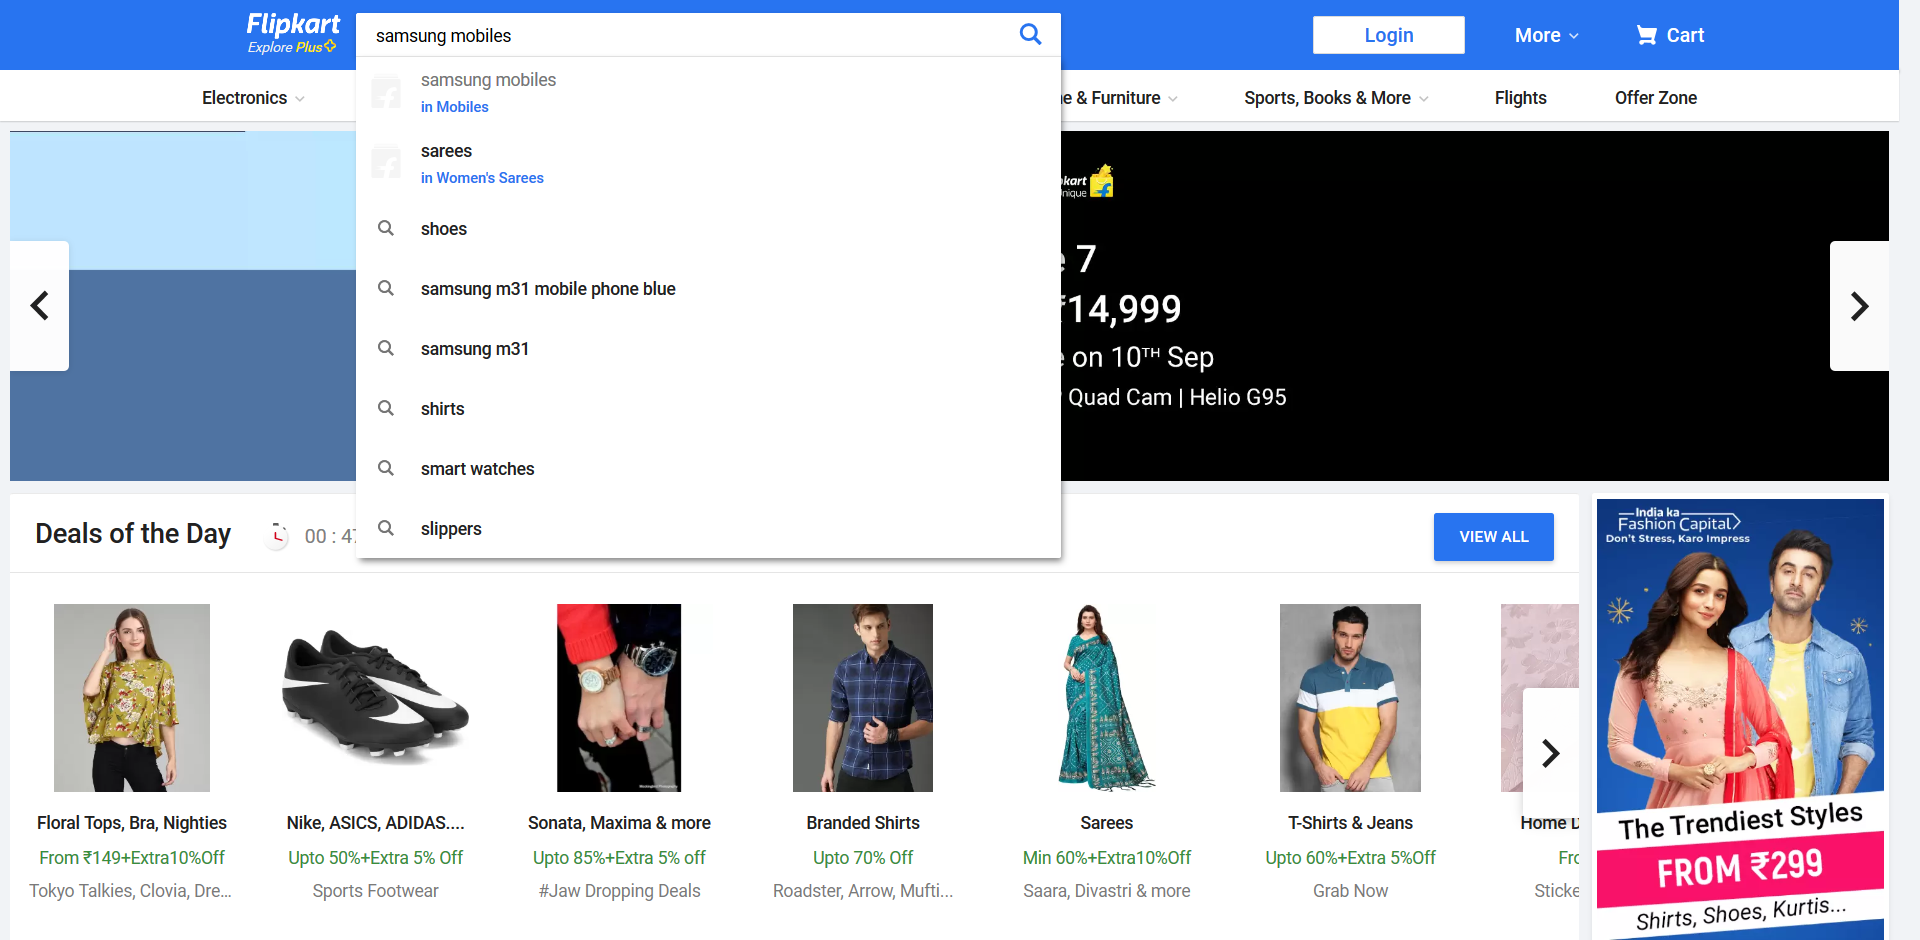 Flipkart
Explore Plus
samsung mobiles
Login
More
Cart
Electronics
samsung mobiles
in Mobiles
& Furniture
Sports, Books & More
Flights
Offer Zone
sarees
in Women's Sarees
shoes
samsung m31 mobile phone blue
samsung m31
shirts
smart watches
slippers
7
₹14,999
on 10TH Sep
Quad Cam | Helio G95
Deals of the Day
00 : 47
VIEW ALL
Floral Tops, Bra, Nighties
From ₹149+Extra10%Off
Tokyo Talkies, Clovia, Dre...
Nike, ASICS, ADIDAS....
Upto 50%+Extra 5% Off
Sports Footwear
Sonata, Maxima & more
Upto 85%+Extra 5% off
#Jaw Dropping Deals
Branded Shirts
Upto 70% Off
Roadster, Arrow, Mufti...
Sarees
Min 60%+Extra10%Off
Saara, Divastri & more
T-Shirts & Jeans
Upto 60%+Extra 5%Off
Grab Now
Home
India ka
Fashion Capital
Don't Stress, Karo Impress
The Trendiest Styles
FROM ₹299
Shirts, Shoes, Kurtis...